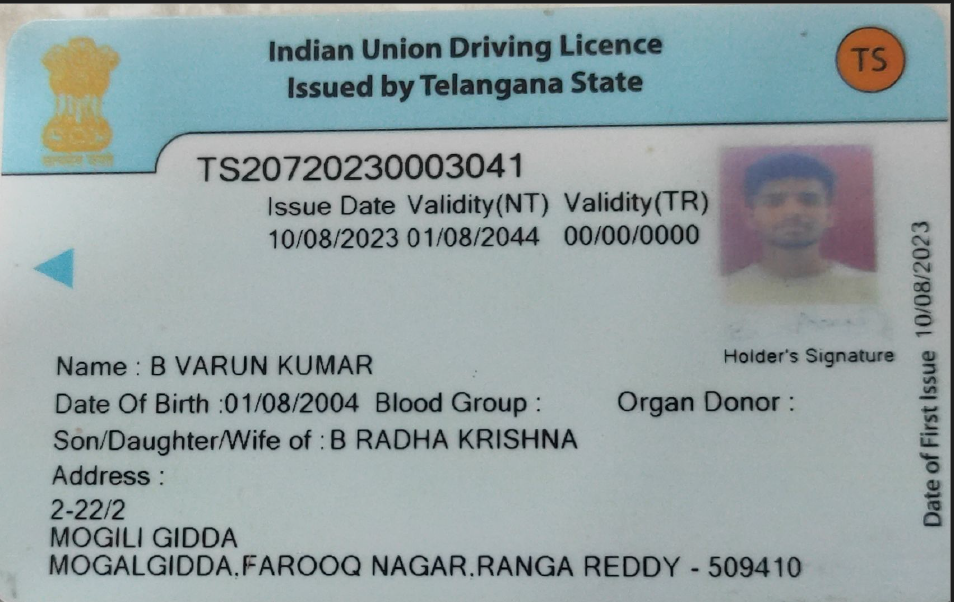 Indian Union Driving Licence
Issued by Telangana State
TS
सत्यमेव जयते
TS20720230003041
Issue Date Validity(NT) Validity(TR)
10/08/2023 01/08/2044 00/00/0000
Holder's Signature
Date of First Issue 10/08/2023
Name : B VARUN KUMAR
Date Of Birth :01/08/2004 Blood Group : Organ Donor :
Son/Daughter/Wife of :B RADHA KRISHNA
Address :
2-22/2
MOGILI GIDDA
MOGALGIDDA,FAROOQ NAGAR,RANGA REDDY - 509410